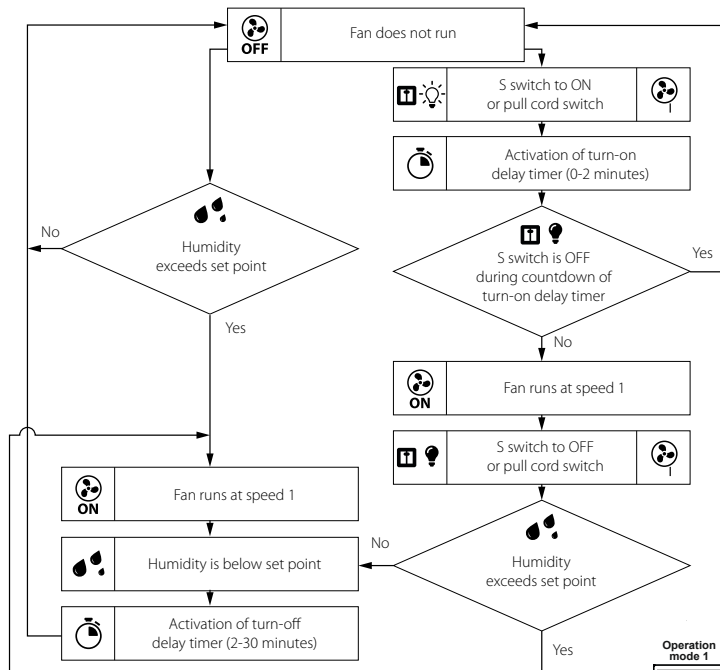 OFF
Fan does not run
S switch to ON
or pull cord switch
Activation of turn-on
delay timer (0-2 minutes)
No
Humidity
exceeds set point
Yes
S switch is OFF
during countdown of
turn-on delay timer
Yes
No
ON
Fan runs at speed 1
S switch to OFF
or pull cord switch
ON
Fan runs at speed 1
Humidity is below set point
No
Humidity
exceeds set point
Activation of turn-off
delay timer (2-30 minutes)
Yes
Operation
mode 1